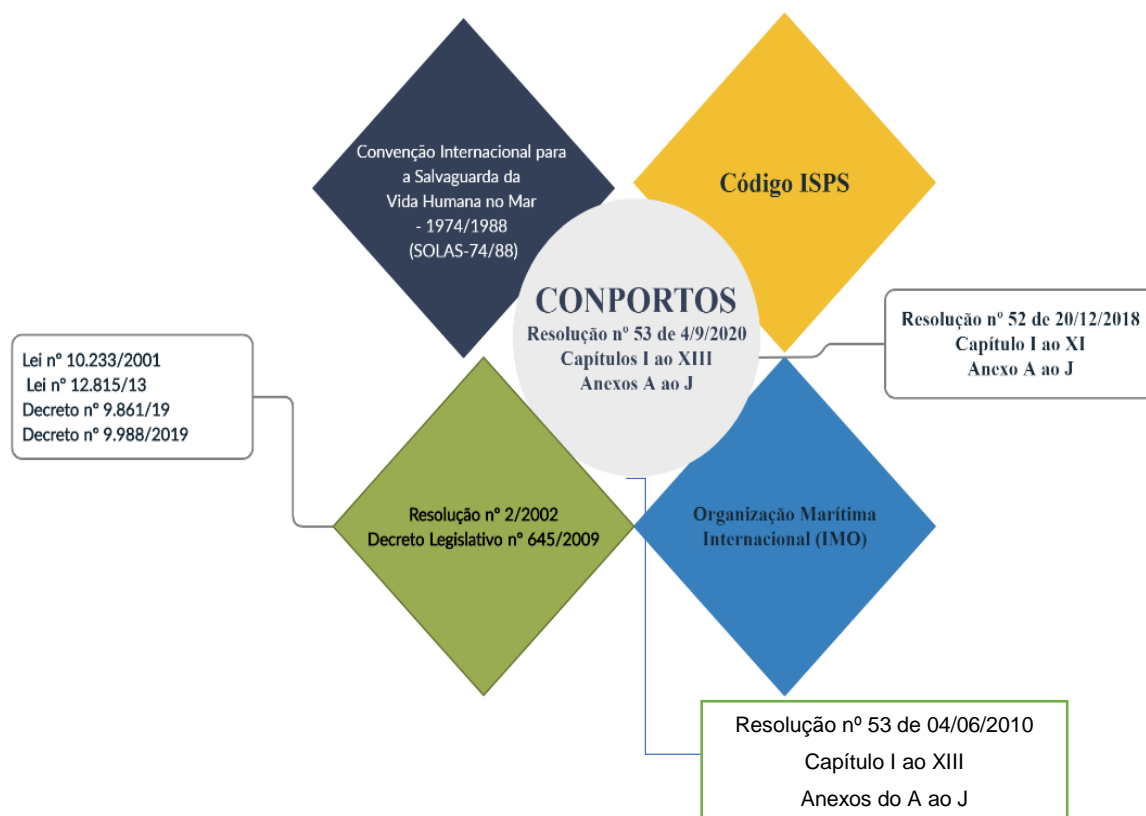 Convenção Internacional para
a Salvaguarda da
Vida Humana no Mar
- 1974/1988
(SOLAS-74/88)
Código ISPS
CONPORTOS
Resolução nº 53 de 4/9/2020
Capítulos I ao XIII
Anexos A ao J
Resolução nº 52 de 20/12/2018
Capítulo I ao XI
Anexo A ao J
Lei nº 10.233/2001
Lei nº 12.815/13
Decreto nº 9.861/19
Decreto nº 9.988/2019
Resolução nº 2/2002
Decreto Legislativo nº 645/2009
Organização Marítima
Internacional (IMO)
Resolução nº 53 de 04/06/2010
Capítulo I ao XIII
Anexos do A ao J